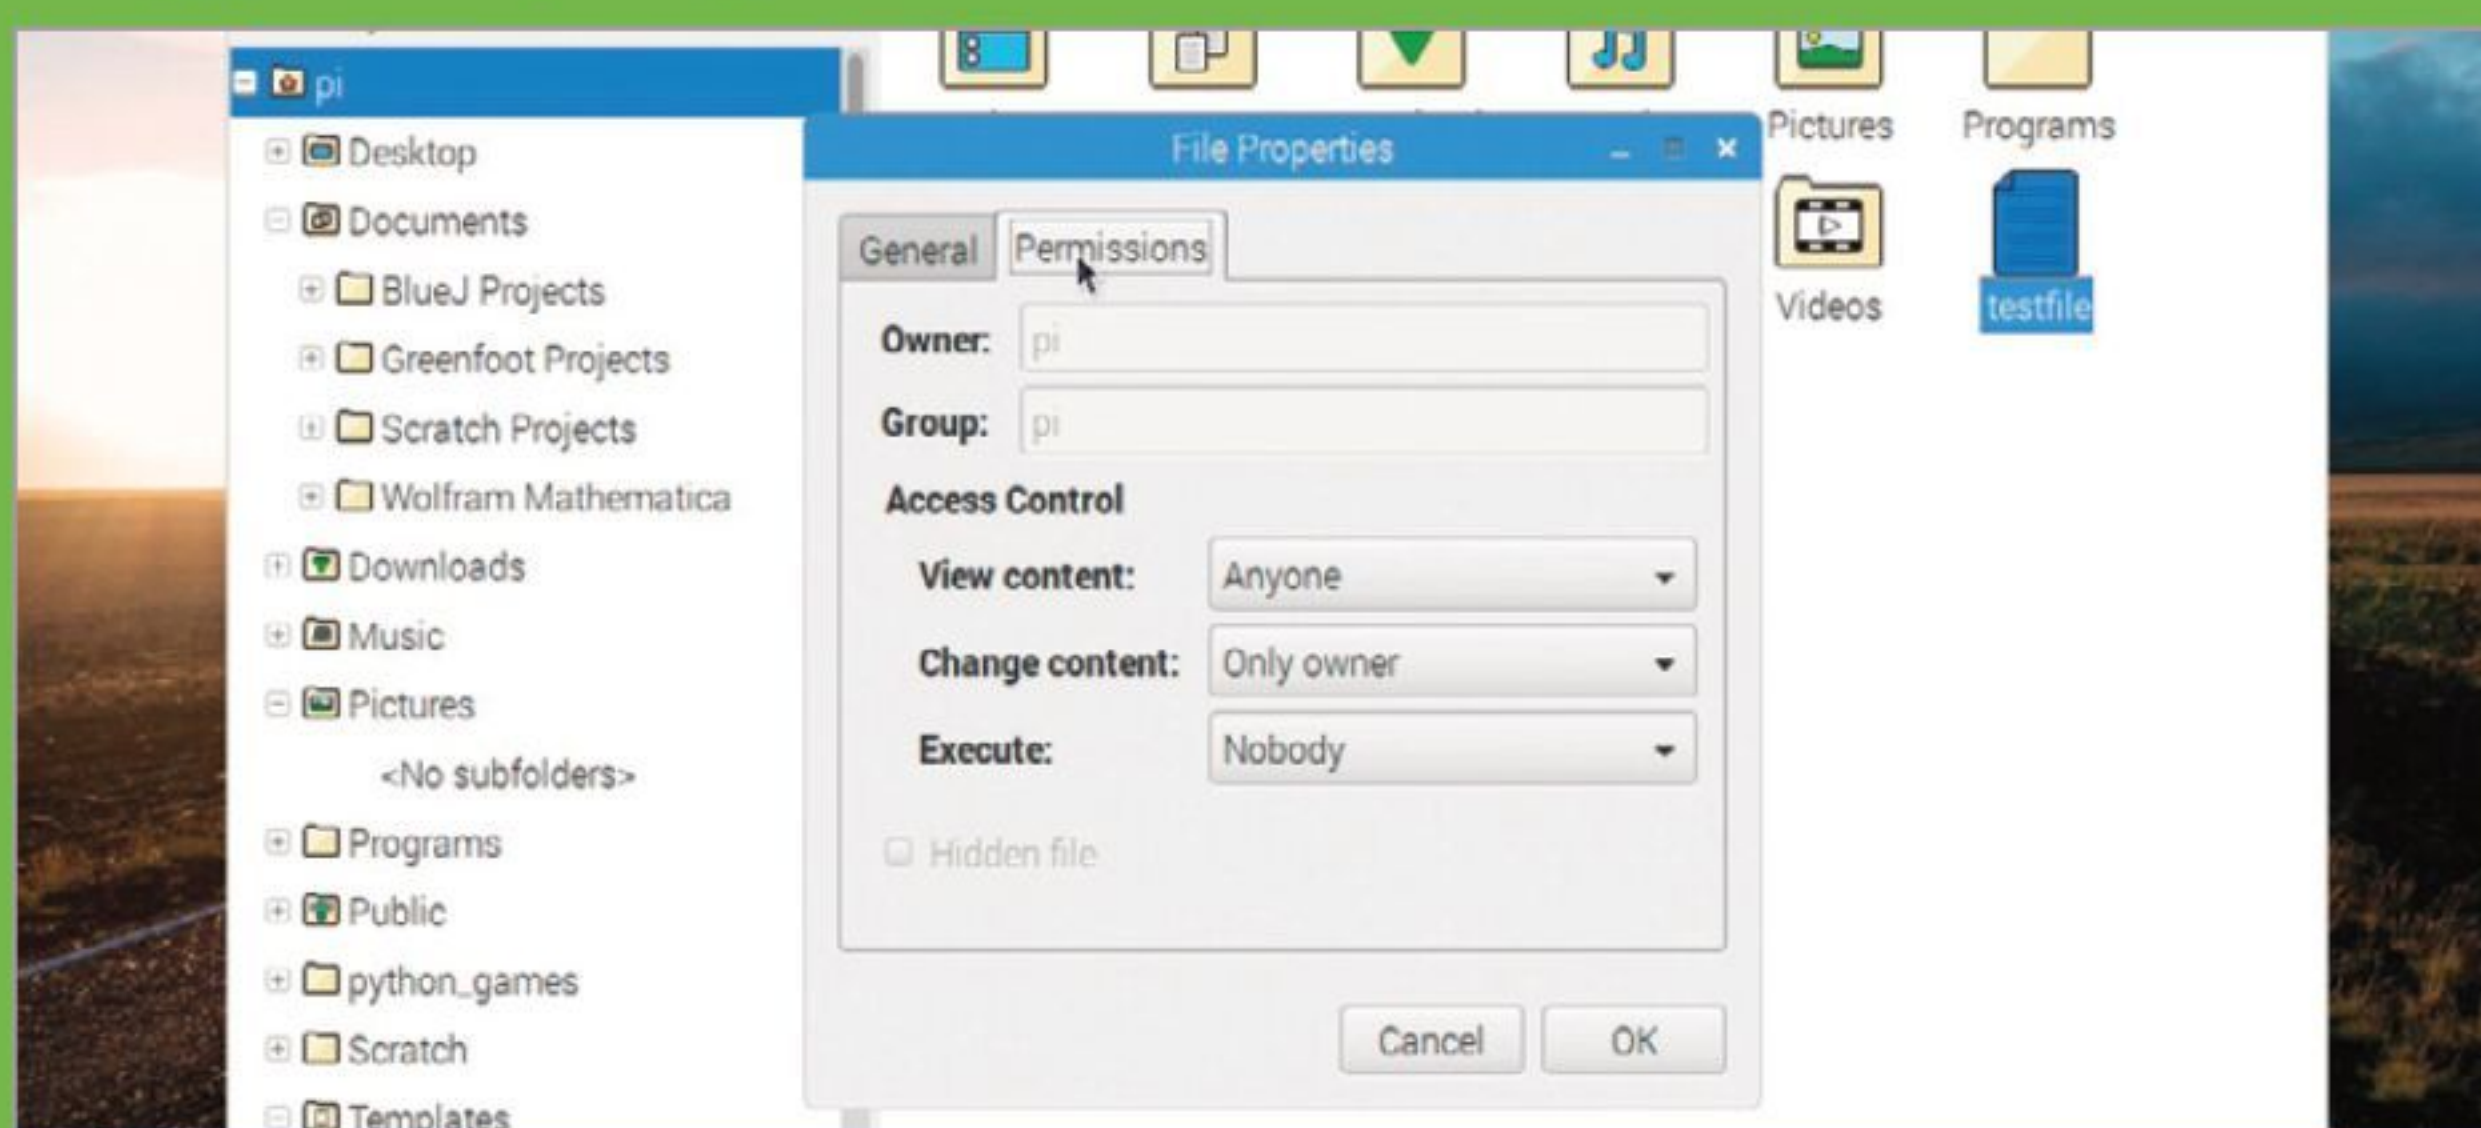 pi
Desktop
Documents
BlueJ Projects
Greenfoot Projects
Scratch Projects
Wolfram Mathematica
Downloads
Music
Pictures
<No subfolders>
Programs
Public
python_games
Scratch
Templates
Pictures
Programs
Videos
testfile
File Properties
General
Permissions
Owner: pi
Group: pi
Access Control
View content: Anyone
Change content: Only owner
Execute: Nobody
Hidden file
Cancel
OK